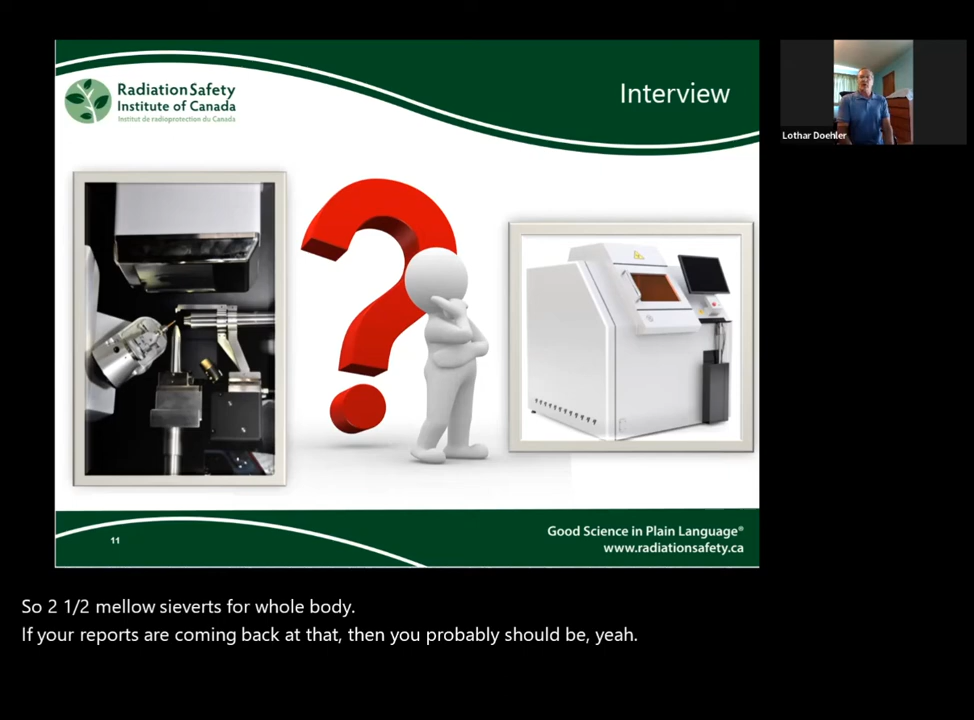 Radiation Safety
Institute of Canada
Institut de radioprotection du Canada
Interview
Lothar Doehler
11
Good Science in Plain Language®
www.radiationsafety.ca
So 2 1/2 mellow sieverts for whole body.
If your reports are coming back at that, then you probably should be, yeah.